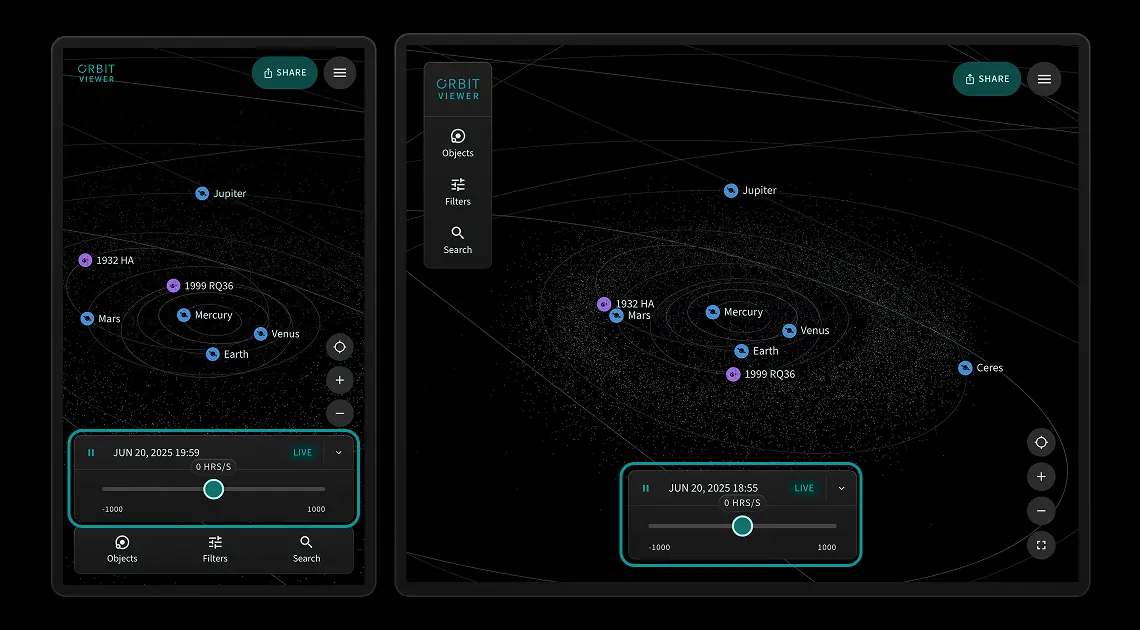 ORBIT
VIEWER
SHARE
Jupiter
1932 HA
1999 RQ36
Mars
Mercury
Venus
Earth
JUN 20, 2025 19:59
LIVE
0 HRS/S
-1000
1000
Objects
Filters
Search
ORBIT
VIEWER
Objects
Filters
Search
SHARE
Jupiter
1932 HA
Mars
Mercury
Venus
Earth
1999 RQ36
Ceres
JUN 20, 2025 18:55
LIVE
0 HRS/S
-1000
1000